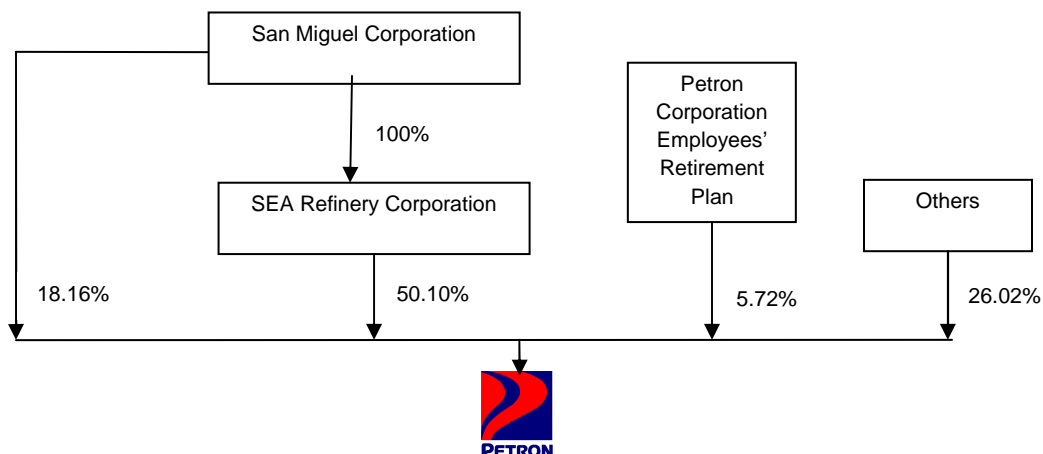 San Miguel Corporation
Petron
Corporation
Employees’
Retirement
Plan
100%
SEA Refinery Corporation
Others
18.16%
50.10%
5.72%
26.02%
PETRON